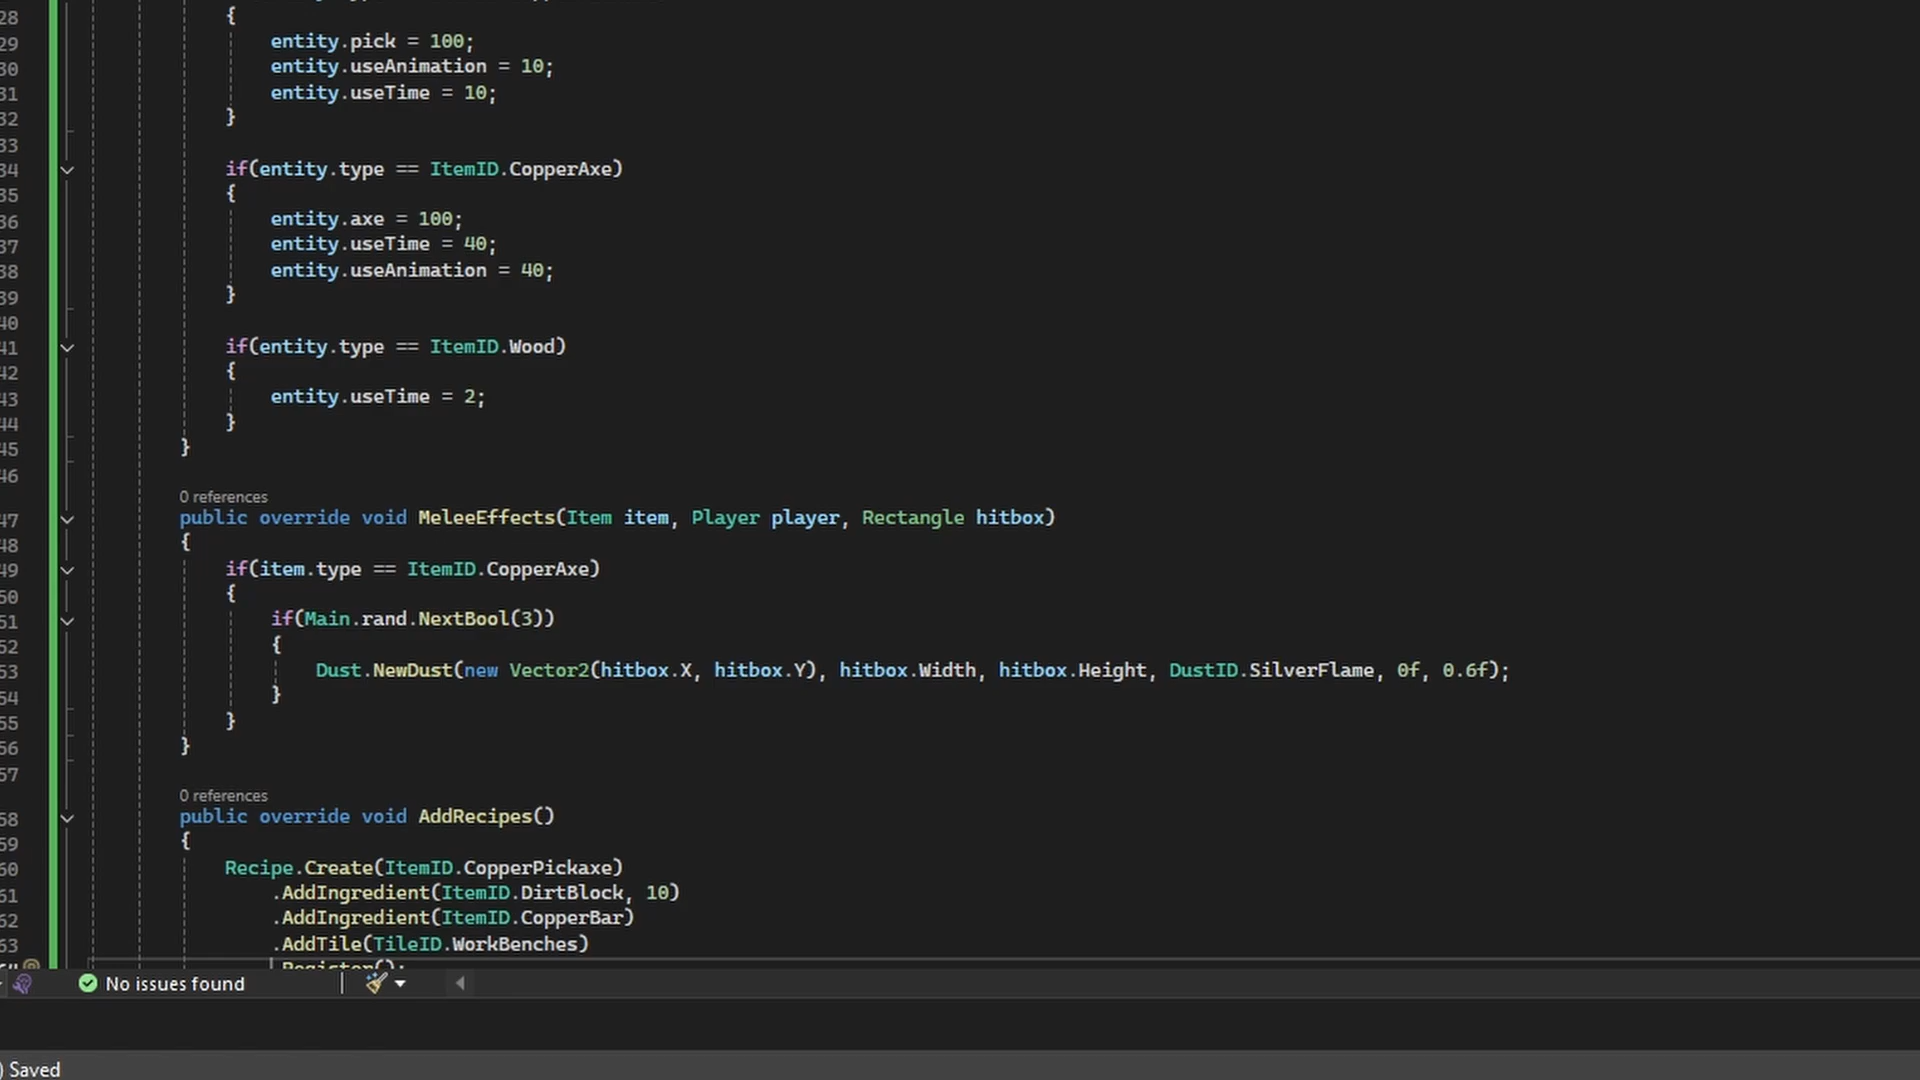 28 {
29 entity.pick = 100;
30 entity.useAnimation = 10;
31 entity.useTime = 10;
32 }
33
34 if(entity.type == ItemID.CopperAxe)
35 {
36 entity.axe = 100;
37 entity.useTime = 40;
38 entity.useAnimation = 40;
39 }
40
41 if(entity.type == ItemID.Wood)
42 {
43 entity.useTime = 2;
44 }
45 }
46
0 references
47 public override void MeleeEffects(Item item, Player player, Rectangle hitbox)
48 {
49 if(item.type == ItemID.CopperAxe)
50 {
51 if(Main.rand.NextBool(3))
52 {
53 Dust.NewDust(new Vector2(hitbox.X, hitbox.Y), hitbox.Width, hitbox.Height, DustID.SilverFlame, 0f, 0.6f);
54 }
55 }
56 }
57
0 references
58 public override void AddRecipes()
59 {
60 Recipe.Create(ItemID.CopperPickaxe)
61 .AddIngredient(ItemID.DirtBlock, 10)
62 .AddIngredient(ItemID.CopperBar)
63 .AddTile(TileID.WorkBenches)
64 .Register();
No issues found
Saved